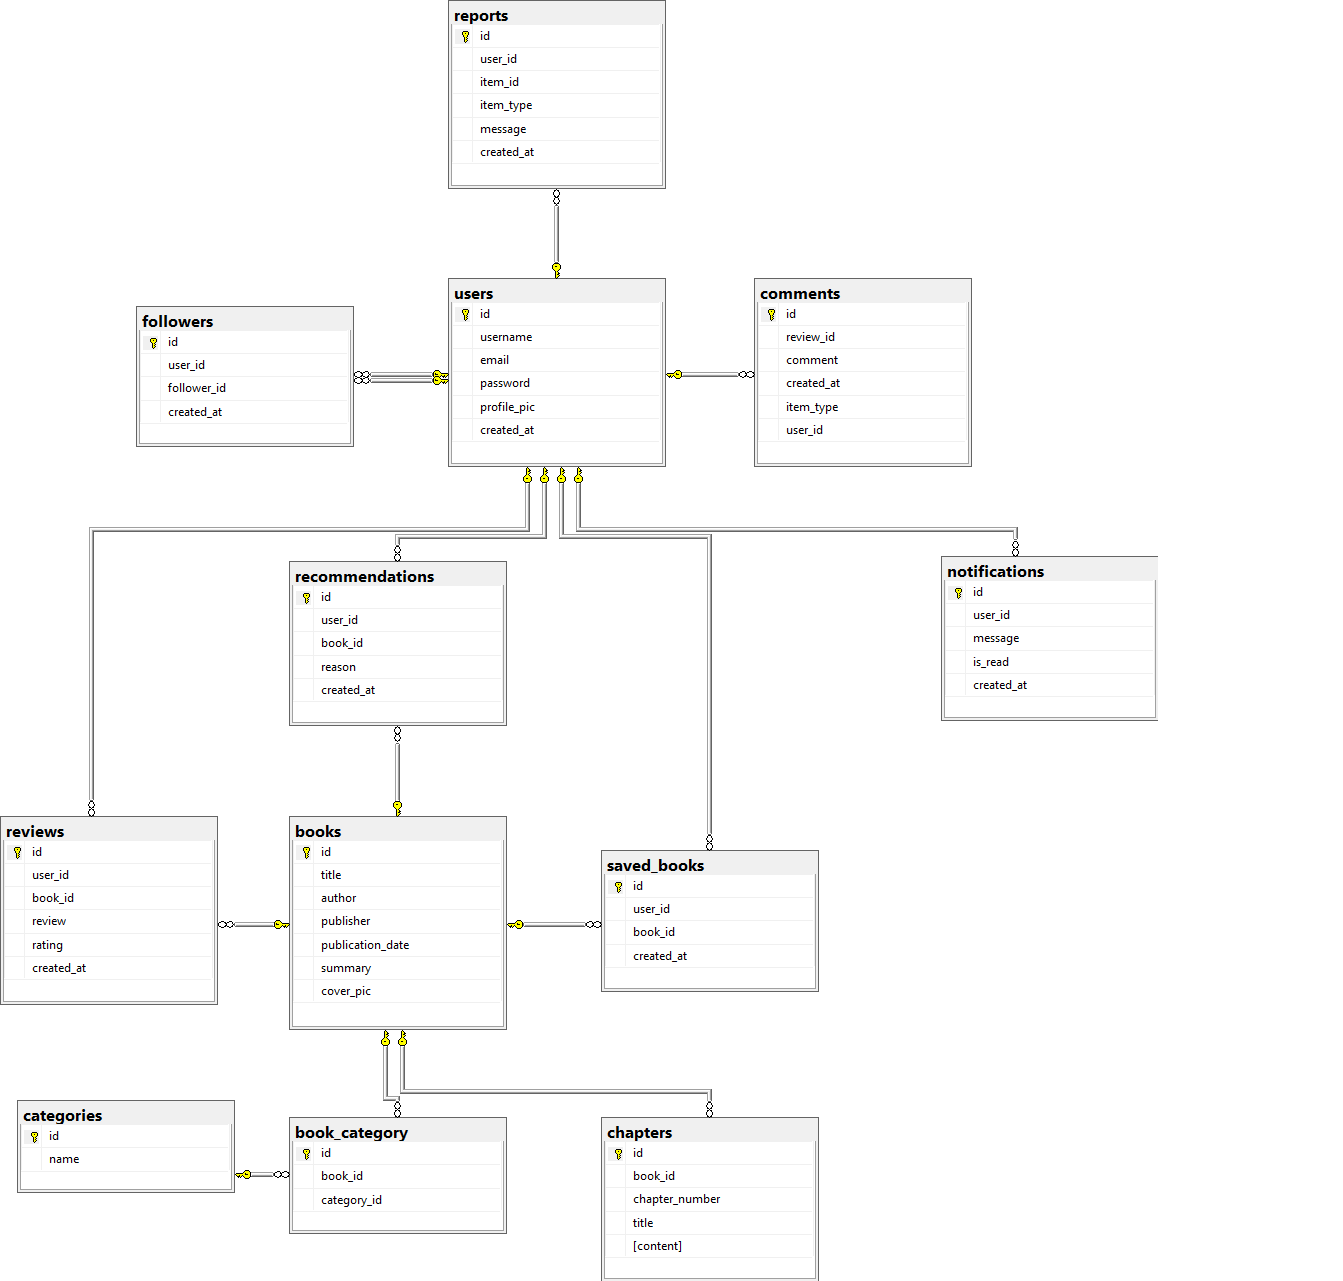 reports
id
user_id
item_id
item_type
message
created_at
users
id
username
email
password
profile_pic
created_at
comments
id
review_id
comment
created_at
item_type
user_id
followers
id
user_id
follower_id
created_at
recommendations
id
user_id
book_id
reason
created_at
notifications
id
user_id
message
is_read
created_at
reviews
id
user_id
book_id
review
rating
created_at
books
id
title
author
publisher
publication_date
summary
cover_pic
saved_books
id
user_id
book_id
created_at
categories
id
name
book_category
id
book_id
category_id
chapters
id
book_id
chapter_number
title
[content]